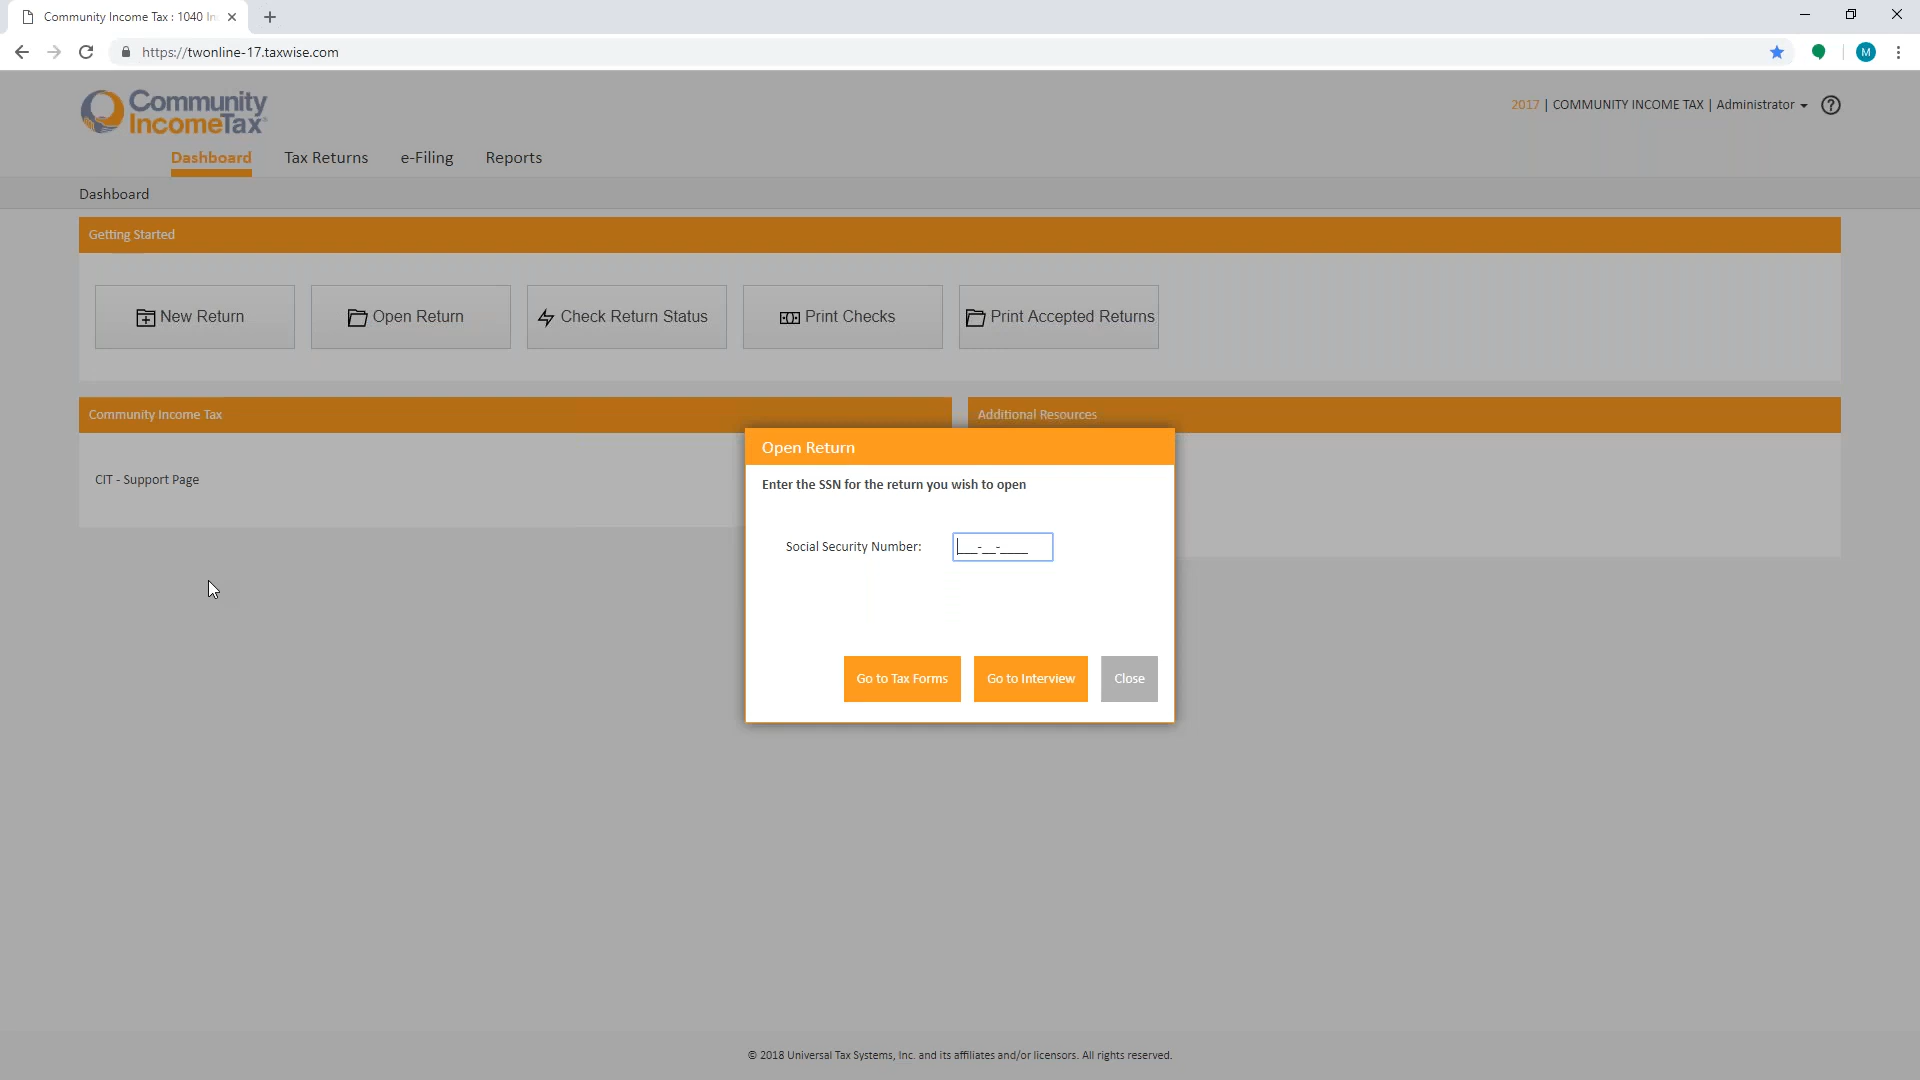 Community Income Tax : 1040 In
https://twonline-17.taxwise.com
M
Community
IncomeTax
2017 | COMMUNITY INCOME TAX | Administrator
?
Dashboard Tax Returns e-Filing Reports
Dashboard
Getting Started
New Return Open Return Check Return Status Print Checks Print Accepted Returns
Community Income Tax Additional Resources
CIT - Support Page
Open Return
Enter the SSN for the return you wish to open
Social Security Number: ___-__-____
Go to Tax Forms Go to Interview Close
© 2018 Universal Tax Systems, Inc. and its affiliates and/or licensors. All rights reserved.